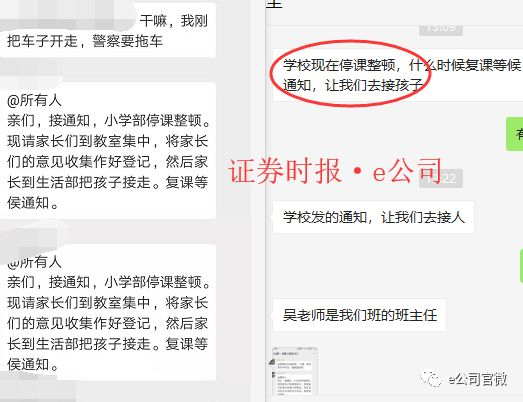 干嘛，我刚
把车子开走，警察要拖车
@所有人
亲们，接通知，小学部停课整顿。
现请家长们到教室集中，将家长
们的意见收集作好登记，然后家
长到生活部把孩子接走。复课等
侯通知。
@所有人
亲们，接通知，小学部停课整顿。
现请家长们到教室集中，将家长
们的意见收集作好登记，然后家
长到生活部把孩子接走。复课等
侯通知。
13:09
学校现在停课整顿，什么时候复课等候
通知，让我们去接孩子
有
证券时报·e公司
:22
学校发的通知，让我们去接人
吴老师是我们班的班主任
e公司官微